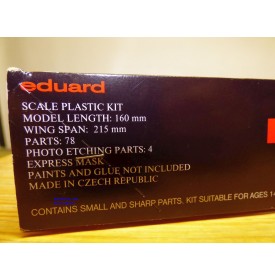 eduard
SCALE PLASTIC KIT
MODEL LENGTH: 160 mm
WING SPAN: 215 mm
PARTS: 78
PHOTO ETCHING PARTS: 4
EXPRESS MASK
PAINTS AND GLUE NOT INCLUDED
MADE IN CZECH REPUBLIC
CONTAINS SMALL AND SHARP PARTS. KIT SUITABLE FOR AGES 14